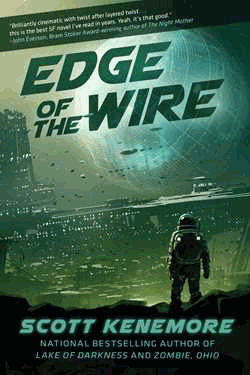 "Brilliantly cinematic with twist after layered twist. . .
this is the best SF novel I've read in years. Yeah, it's that good."
–John Everson, Bram Stoker Award-winning author of The Night Mother
EDGE
OF THE WIRE
SCOTT KENEMORE
NATIONAL BESTSELLING AUTHOR OF
LAKE OF DARKNESS AND ZOMBIE, OHIO